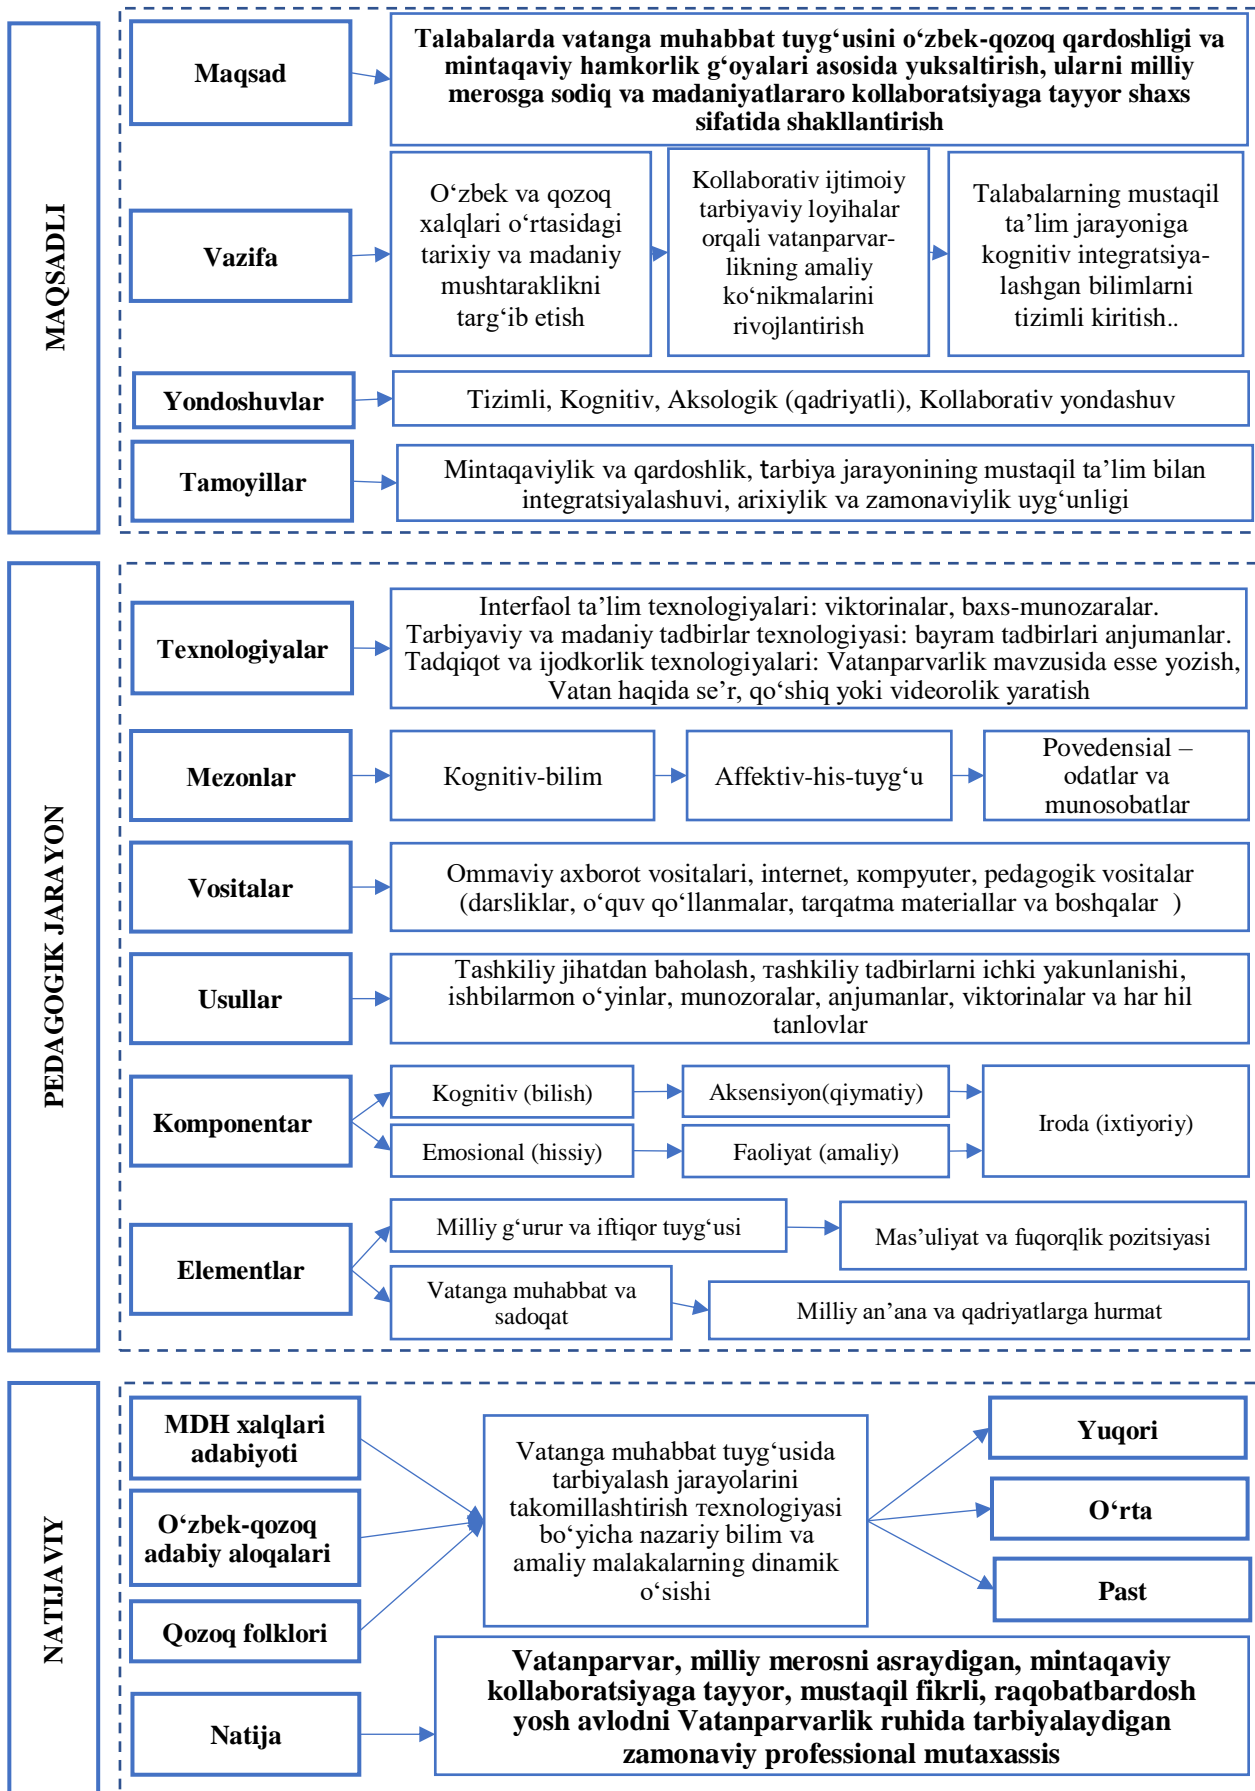 MAQSADLI
Maqsad
Talabalarda vatanga muhabbat tuyg‘usini o‘zbek-qozoq qardoshligi va
mintaqaviy hamkorlik g‘oyalari asosida yuksaltirish, ularni milliy
merosga sodiq va madaniyatlararo kollaboratsiyaga tayyor shaxs
sifatida shakllantirish
Vazifa
O‘zbek va qozoq
xalqlari o‘rtasidagi
tarixiy va madaniy
mushtaraklikni
targ‘ib etish
Kollaborativ ijtimoiy
tarbiyaviy loyihalar
orqali vatanparvar-
likning amaliy
ko‘nikmalarini
rivojlantirish
Talabalarning mustaqil
ta’lim jarayoniga
kognitiv integratsiya-
lashgan bilimlarni
tizimli kiritish..
Yondoshuvlar
Tizimli, Kognitiv, Aksologik (qadriyatli), Kollaborativ yondashuv
Tamoyillar
Mintaqaviylik va qardoshlik, tarbiya jarayonining mustaqil ta’lim bilan
integratsiyalashuvi, arixiylik va zamonaviylik uyg‘unligi
PEDAGOGIK JARAYON
Texnologiyalar
Interfaol ta’lim texnologiyalari: viktorinalar, baxs-munozaralar.
Tarbiyaviy va madaniy tadbirlar texnologiyasi: bayram tadbirlari anjumanlar.
Tadqiqot va ijodkorlik texnologiyalari: Vatanparvarlik mavzusida esse yozish,
Vatan haqida se’r, qo‘shiq yoki videorolik yaratish
Mezonlar
Kognitiv-bilim
Affektiv-his-tuyg‘u
Povedensial –
odatlar va
munosobatlar
Vositalar
Ommaviy axborot vositalari, internet, кompyuter, pedagogik vositalar
(darsliklar, o‘quv qo‘llanmalar, tarqatma materiallar va boshqalar )
Usullar
Tashkiliy jihatdan baholash, тashkiliy tadbirlarni ichki yakunlanishi,
ishbilarmon o‘yinlar, munozoralar, anjumanlar, viktorinalar va har hil
tanlovlar
Komponentar
Kognitiv (bilish)
Aksension(qiymatiy)
Iroda (ixtiyoriy)
Emosional (hissiy)
Faoliyat (amaliy)
Elementlar
Milliy g‘urur va iftiqor tuyg‘usi
Mas’uliyat va fuqorqlik pozitsiyasi
Vatanga muhabbat va
sadoqat
Milliy an’ana va qadriyatlarga hurmat
NATIJAVIY
MDH xalqlari
adabiyoti
O‘zbek-qozoq
adabiy aloqalari
Qozoq folklori
Vatanga muhabbat tuyg‘usida
tarbiyalash jarayolarini
takomillashtirish тexnologiyasi
bo‘yicha nazariy bilim va
amaliy malakalarning dinamik
o‘sishi
Yuqori
O‘rta
Past
Natija
Vatanparvar, milliy merosni asraydigan, mintaqaviy
kollaboratsiyaga tayyor, mustaqil fikrli, raqobatbardosh
yosh avlodni Vatanparvarlik ruhida tarbiyalaydigan
zamonaviy professional mutaxassis